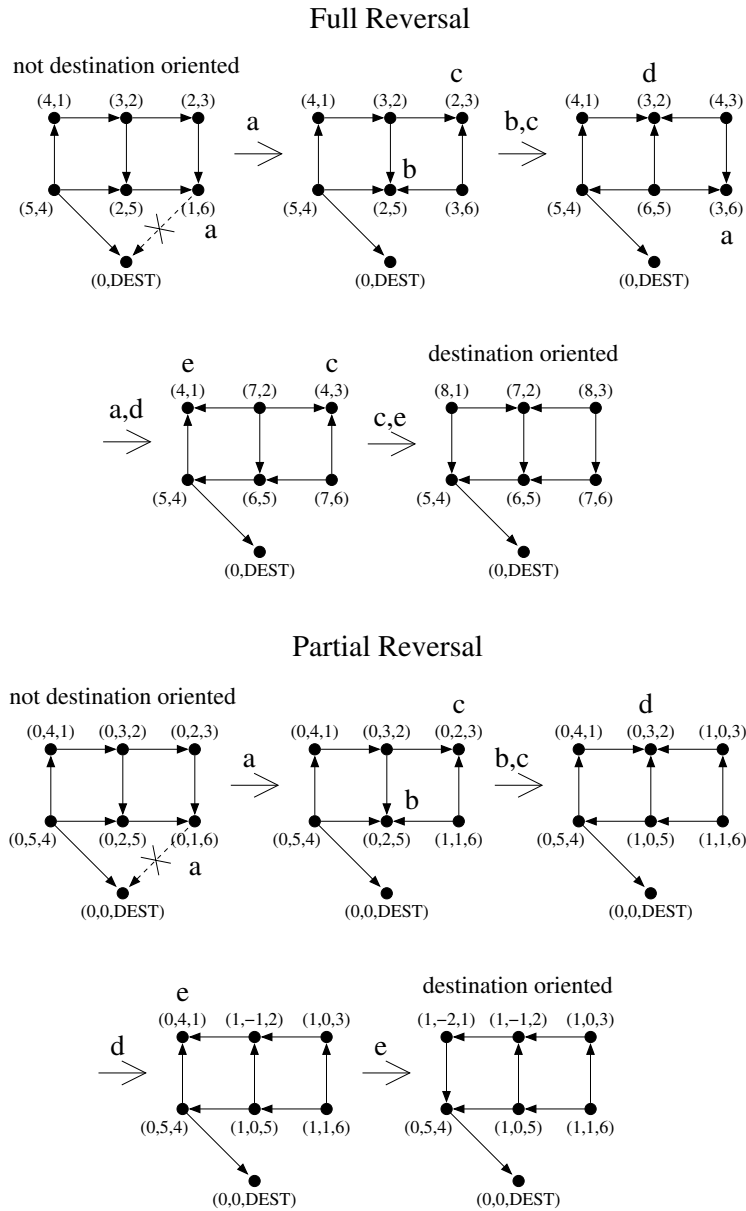 Full Reversal
not destination oriented
c
d
(4,1) (3,2) (2,3)
(4,1) (3,2) (2,3)
(4,1) (3,2) (4,3)
a
b,c
b
(5,4) (2,5) (1,6)
(5,4) (2,5) (3,6)
(5,4) (6,5) (3,6)
a
a
(0,DEST)
(0,DEST)
(0,DEST)
destination oriented
e
c
(4,1) (7,2) (4,3)
(8,1) (7,2) (8,3)
a,d
c,e
(5,4) (6,5) (7,6)
(5,4) (6,5) (7,6)
(0,DEST)
(0,DEST)
Partial Reversal
not destination oriented
c
d
(0,4,1) (0,3,2) (0,2,3)
(0,4,1) (0,3,2) (0,2,3)
(0,4,1) (0,3,2) (1,0,3)
a
b,c
b
(0,5,4) (0,2,5) (0,1,6)
(0,5,4) (0,2,5) (1,1,6)
(0,5,4) (1,0,5) (1,1,6)
a
(0,0,DEST)
(0,0,DEST)
(0,0,DEST)
destination oriented
e
(0,4,1) (1,−1,2) (1,0,3)
(1,−2,1) (1,−1,2) (1,0,3)
d
e
(0,5,4) (1,0,5) (1,1,6)
(0,5,4) (1,0,5) (1,1,6)
(0,0,DEST)
(0,0,DEST)